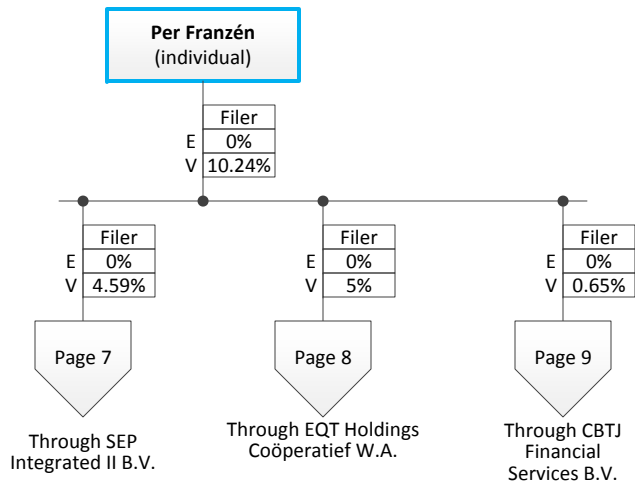 Per Franzén
(individual)
Filer
E 0%
V 10.24%
Filer
E 0%
V 4.59%
Filer
E 0%
V 5%
Filer
E 0%
V 0.65%
Page 7
Page 8
Page 9
Through SEP
Integrated II B.V.
Through EQT Holdings
Coöperatief W.A.
Through CBTJ
Financial
Services B.V.